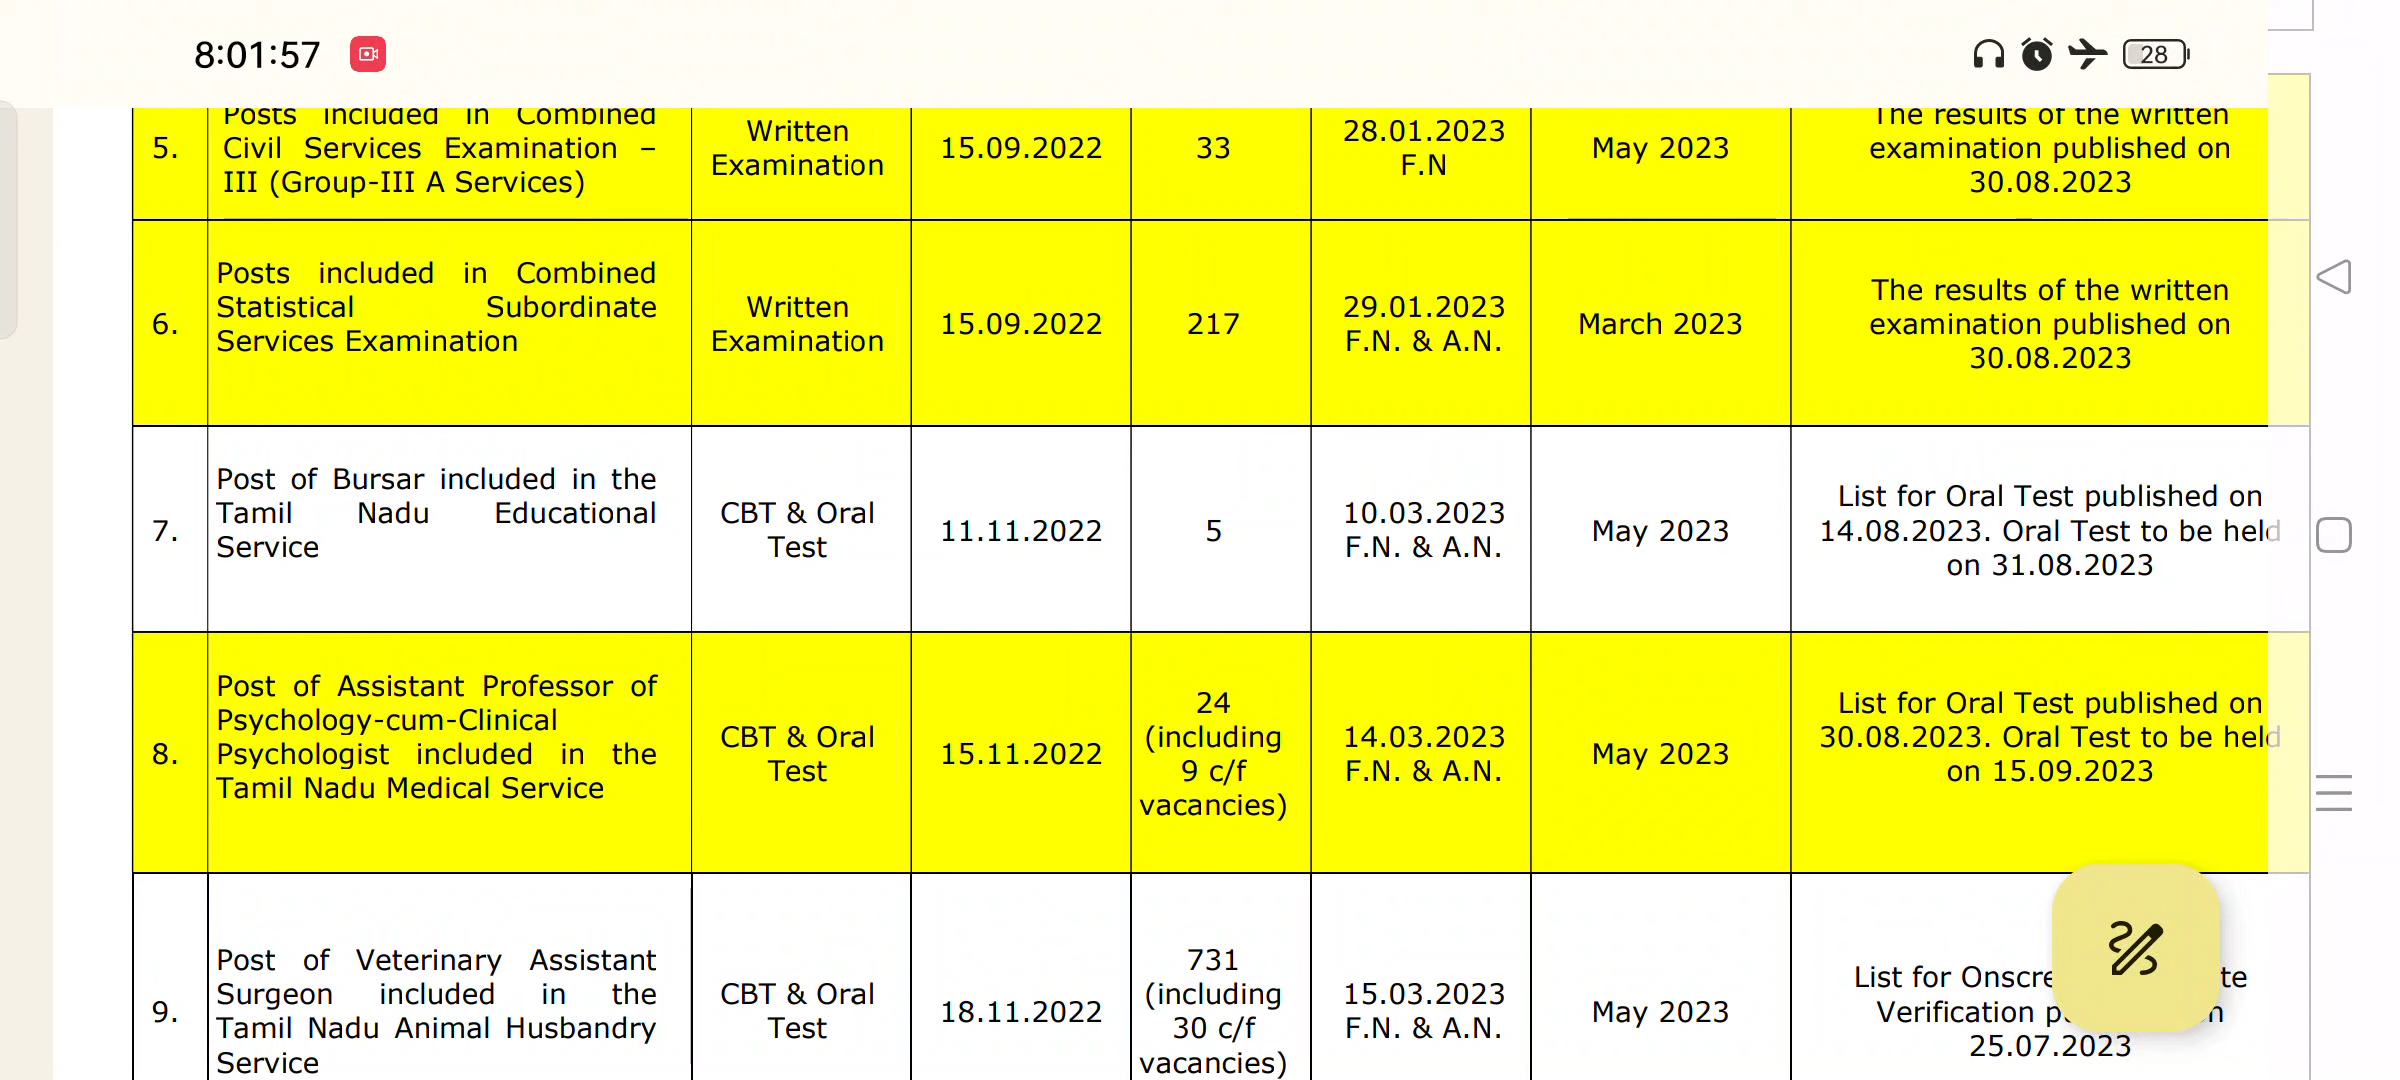 8:01:57
28
5.
Posts included in Combined
Civil Services Examination –
III (Group-III A Services)
Written
Examination
15.09.2022
33
28.01.2023
F.N
May 2023
The results of the written
examination published on
30.08.2023
6.
Posts included in Combined
Statistical Subordinate
Services Examination
Written
Examination
15.09.2022
217
29.01.2023
F.N. & A.N.
March 2023
The results of the written
examination published on
30.08.2023
7.
Post of Bursar included in the
Tamil Nadu Educational
Service
CBT & Oral
Test
11.11.2022
5
10.03.2023
F.N. & A.N.
May 2023
List for Oral Test published on
14.08.2023. Oral Test to be held
on 31.08.2023
8.
Post of Assistant Professor of
Psychology-cum-Clinical
Psychologist included in the
Tamil Nadu Medical Service
CBT & Oral
Test
15.11.2022
24
(including
9 c/f
vacancies)
14.03.2023
F.N. & A.N.
May 2023
List for Oral Test published on
30.08.2023. Oral Test to be held
on 15.09.2023
9.
Post of Veterinary Assistant
Surgeon included in the
Tamil Nadu Animal Husbandry
Service
CBT & Oral
Test
18.11.2022
731
(including
30 c/f
vacancies)
15.03.2023
F.N. & A.N.
May 2023
List for
Verification
25.07.2023